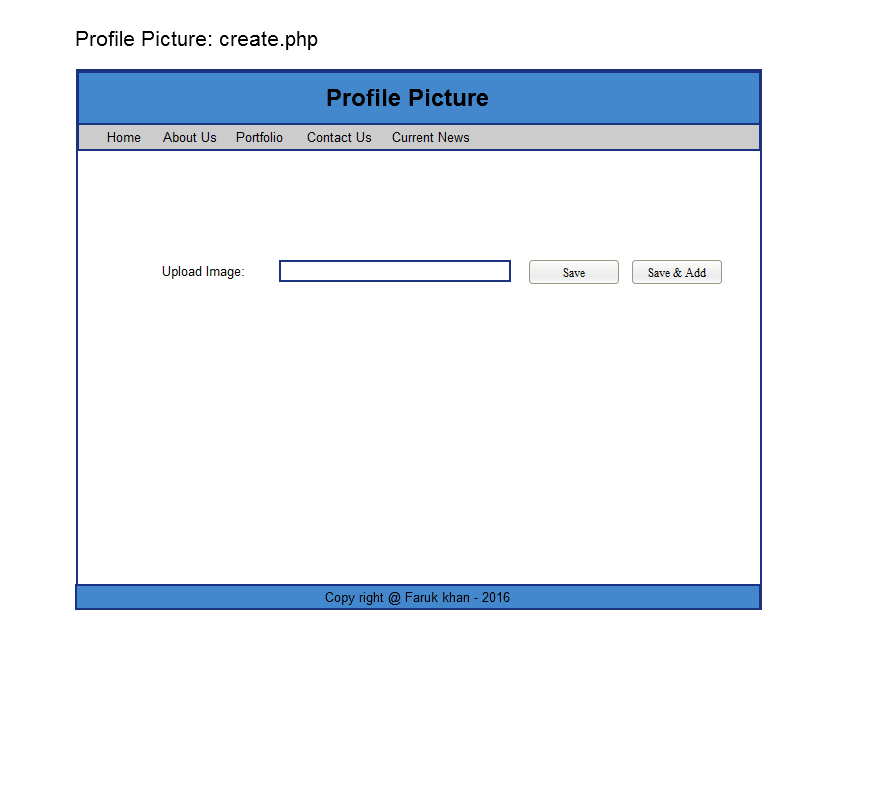 Profile Picture: create.php
Profile Picture
Home About Us Portfolio Contact Us Current News
Upload Image: Save Save & Add
Copy right @ Faruk khan - 2016